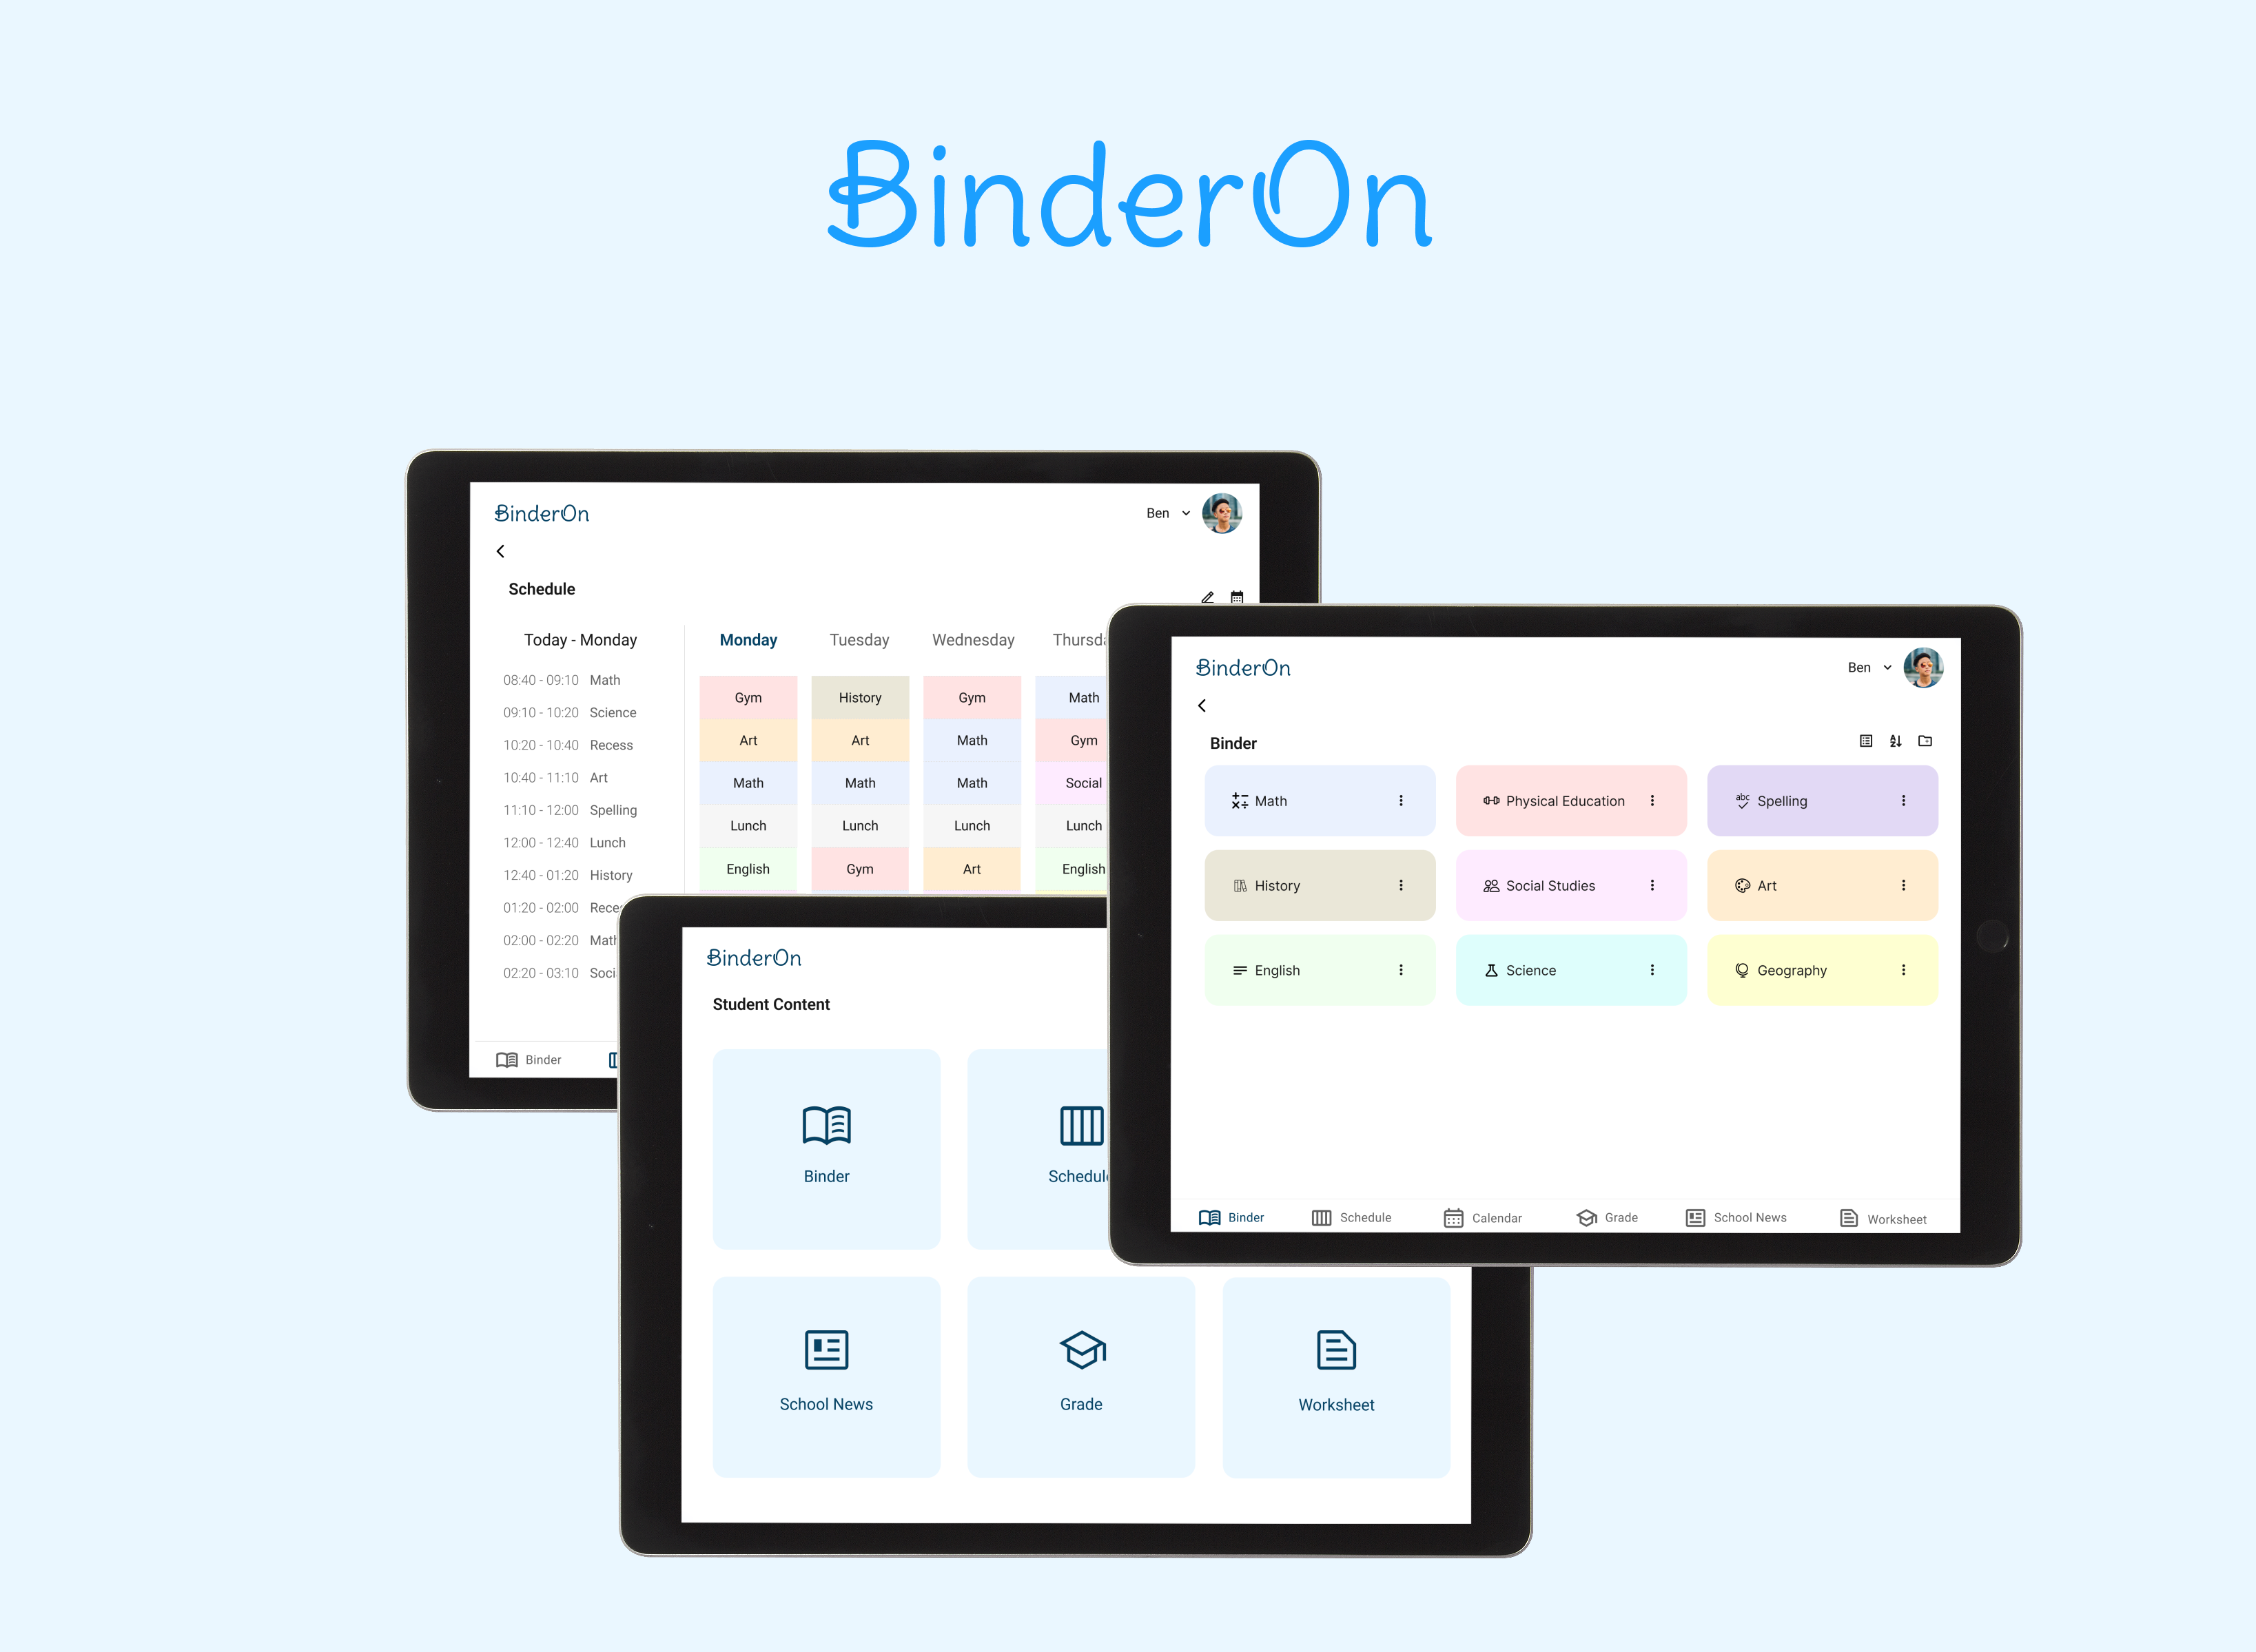 BinderOn
BinderOn
Ben
Schedule
Today - Monday
Monday Tuesday Wednesday
08:40 - 09:10 Math
09:10 - 10:20 Science
10:20 - 10:40 Recess
10:40 - 11:10 Art
11:10 - 12:00 Spelling
12:00 - 12:40 Lunch
12:40 - 01:20 History
01:20 - 02:00
02:00 - 02:20
02:20 - 03:10
Gym History Gym Math
Art Art Math Gym
Math Math Math Social
Lunch Lunch Lunch Lunch
English Gym Art English
Binder
BinderOn
Student Content
Binder
Schedule
School News
Grade
Worksheet
BinderOn
Ben
Binder
Math
Physical Education
abc
Spelling
History
Social Studies
Art
English
Science
Geography
Binder Schedule Calendar Grade School News Worksheet